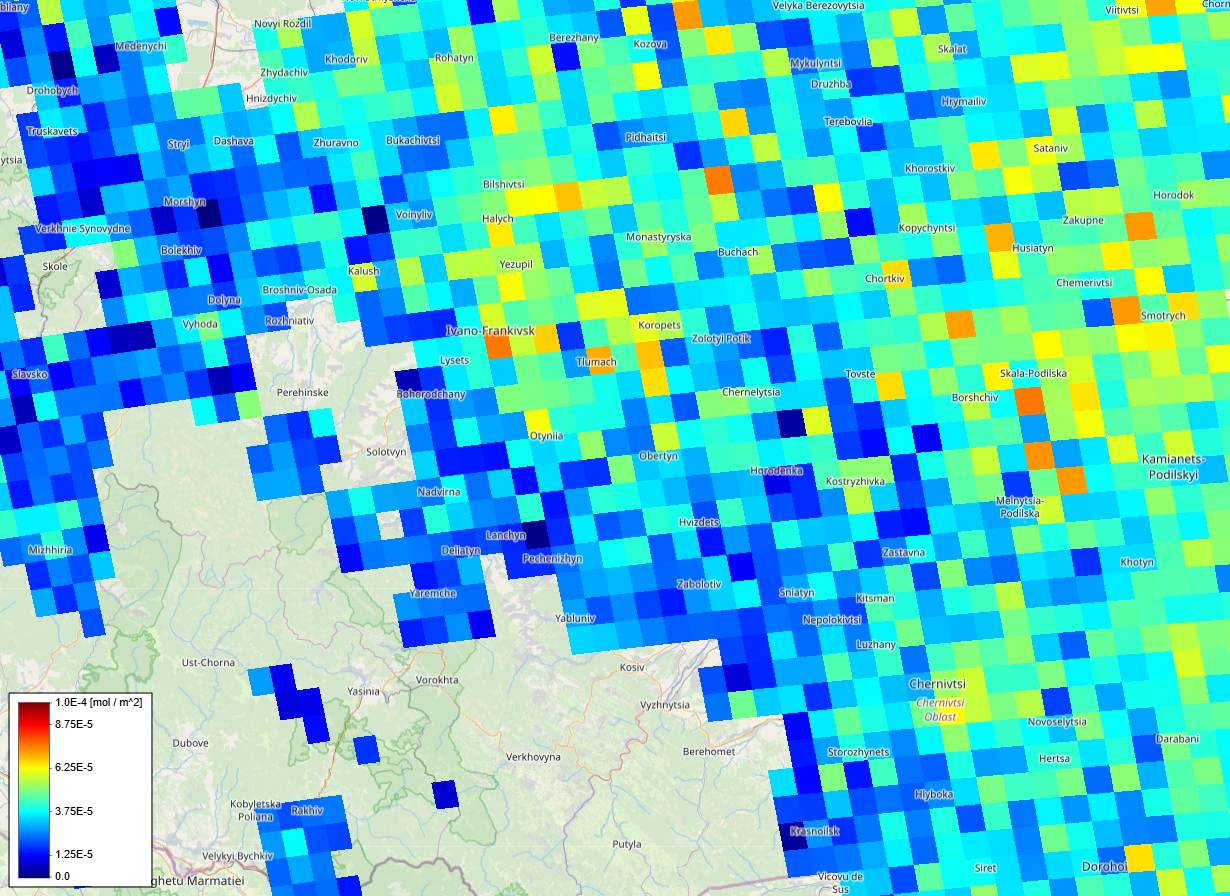 Novyi Rozdil
Velyka Berezovytsia
Viitivtsi
Chorn
bliany
Medenychi
Khodoriv
Rohatyn
Berezhany
Kozova
Skalat
Zhydachiv
Mykulyntsi
Druzhba
Drohobych
Hnizdychiv
Hrymailiv
Terebovlia
Truskavets
Stryi
Dashava
Zhuravno
Bukachivtsi
Pidhaitsi
Sataniv
ytsia
Khorostkiv
Bilshivtsi
Horodok
Morshyn
Voinyliv
Halych
Verkhnie Synovydne
Kopychyntsi
Zakupne
Monastyryska
Buchach
Husiatyn
Bolekhiv
Skole
Kalush
Yezupil
Chortkiv
Chemerivtsi
Broshniv-Osada
Dolyna
Rozhniativ
Vyhoda
Smotrych
Ivano-Frankivsk
Koropets
Zolotyi Potik
Lysets
Tlumach
Slavsko
Tovste
Skala-Podilska
Perehinske
Bohorodchany
Chernelytsia
Borshchiv
Otyniia
Solotvyn
Obertyn
Kamianets-
Podilskyi
Horodenka
Kostryzhivka
Nadvirna
Melnytsia-
Podilska
Hvizdets
Lanchyn
Mizhhiria
Deliatyn
Pechenizhyn
Zastavna
Khotyn
Yaremche
Zabolotiv
Sniatyn
Kitsman
Yabluniv
Nepolokivtsi
Luzhany
Ust-Chorna
Kosiv
Vorokhta
Yasinia
Chernivtsi
Chernivtsi
Oblast
Vyzhnytsia
Novoselytsia
Dubove
Verkhovyna
Berehomet
Storozhynets
Hertsa
Darabani
Hlyboka
Kobyletska
Poliana
Rakhiv
Krasnoilsk
Putyla
Velykyi Bychkiv
Siret
Dorohoi
ghetu Marmatiei
Vicovu de
Sus
1.0E-4 [mol / m^2]
8.75E-5
6.25E-5
3.75E-5
1.25E-5
0.0